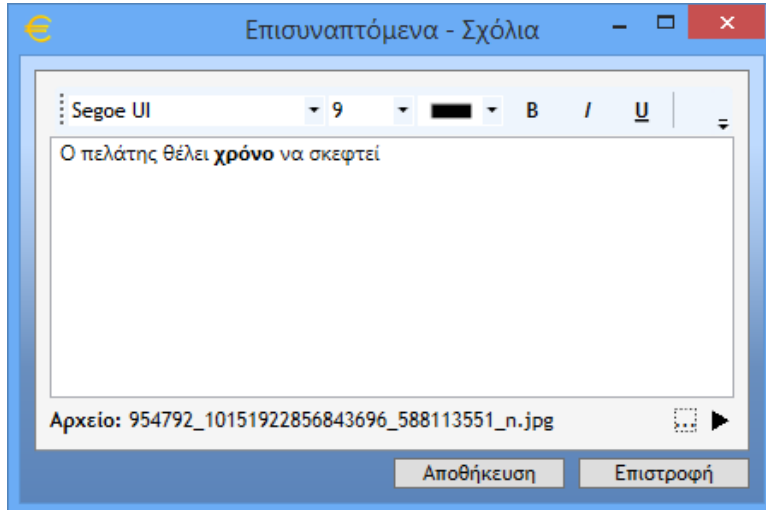 Επισυναπτόμενα - Σχόλια
Segoe UI 9 B I U
Ο πελάτης θέλει χρόνο να σκεφτεί
Αρχείο: 954792_10151922856843696_588113551_n.jpg ...
Αποθήκευση Επιστροφή